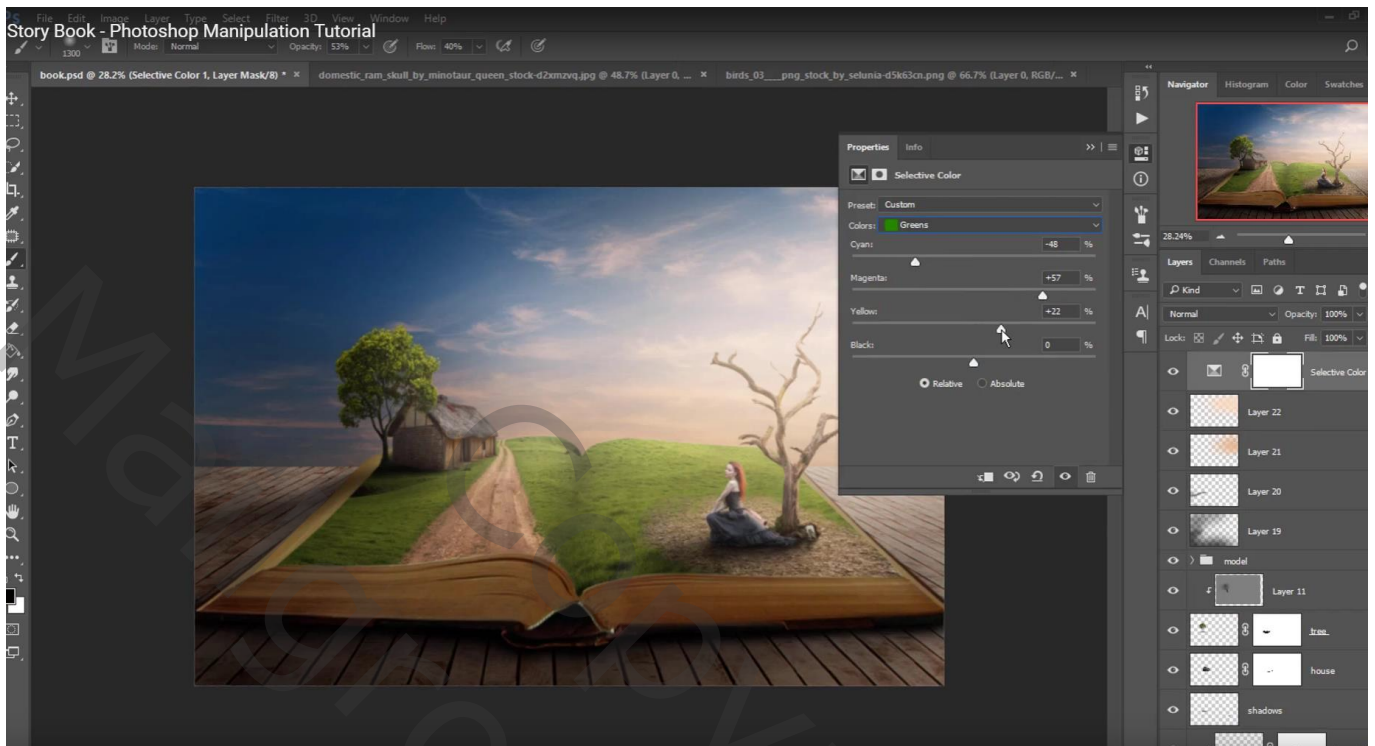 File Edit Image Layer Type Select Filter 3D View Window Help
Story Book - Photoshop Manipulation Tutorial
1300 Mode: Normal Opacity: 53% Flow: 40%
book.psd @ 28.2% (Selective Color 1, Layer Mask/8) * × domestic_ram_skull_by_minotaur_queen_stock-d2xmzvq.jpg @ 48.7% (Layer 0, ... × birds_03___png_stock_by_selunia-d5k63cn.png @ 66.7% (Layer 0, RGB/... ×
Navigator Histogram Color Swatches
Properties Info
Selective Color
Preset: Custom
Colors: Greens
Cyan: -48 %
Magenta: +57 %
Yellow: +22 %
Black: 0 %
Relative Absolute
28.24%
Layers Channels Paths
Kind
Normal Opacity: 100%
Lock: Fill: 100%
Selective Color
Layer 22
Layer 21
Layer 20
Layer 19
model
Layer 11
tree
house
shadows
Copy